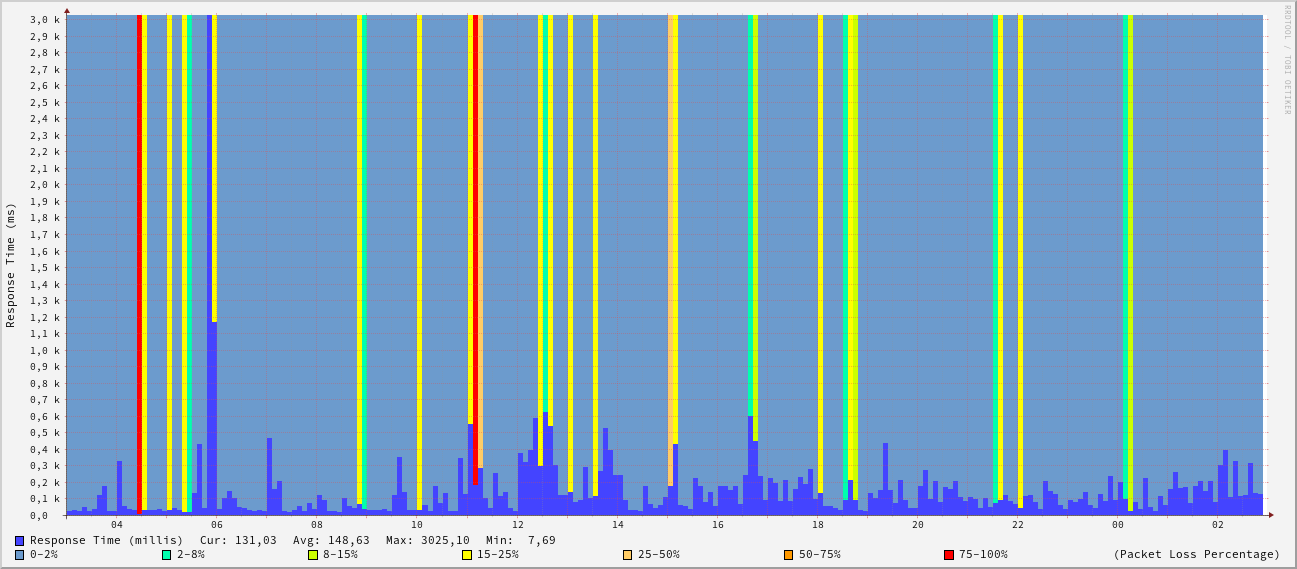 RRDTOOL / TOBI OETIKER
Response Time (ms)
3,0 k
2,9 k
2,8 k
2,7 k
2,6 k
2,5 k
2,4 k
2,3 k
2,2 k
2,1 k
2,0 k
1,9 k
1,8 k
1,7 k
1,6 k
1,5 k
1,4 k
1,3 k
1,2 k
1,1 k
1,0 k
0,9 k
0,8 k
0,7 k
0,6 k
0,5 k
0,4 k
0,3 k
0,2 k
0,1 k
0,0
04 06 08 10 12 14 16 18 20 22 00 02
Response Time (millis) Cur: 131,03 Avg: 148,63 Max: 3025,10 Min: 7,69
0-2% 2-8% 8-15% 15-25% 25-50% 50-75% 75-100% (Packet Loss Percentage)